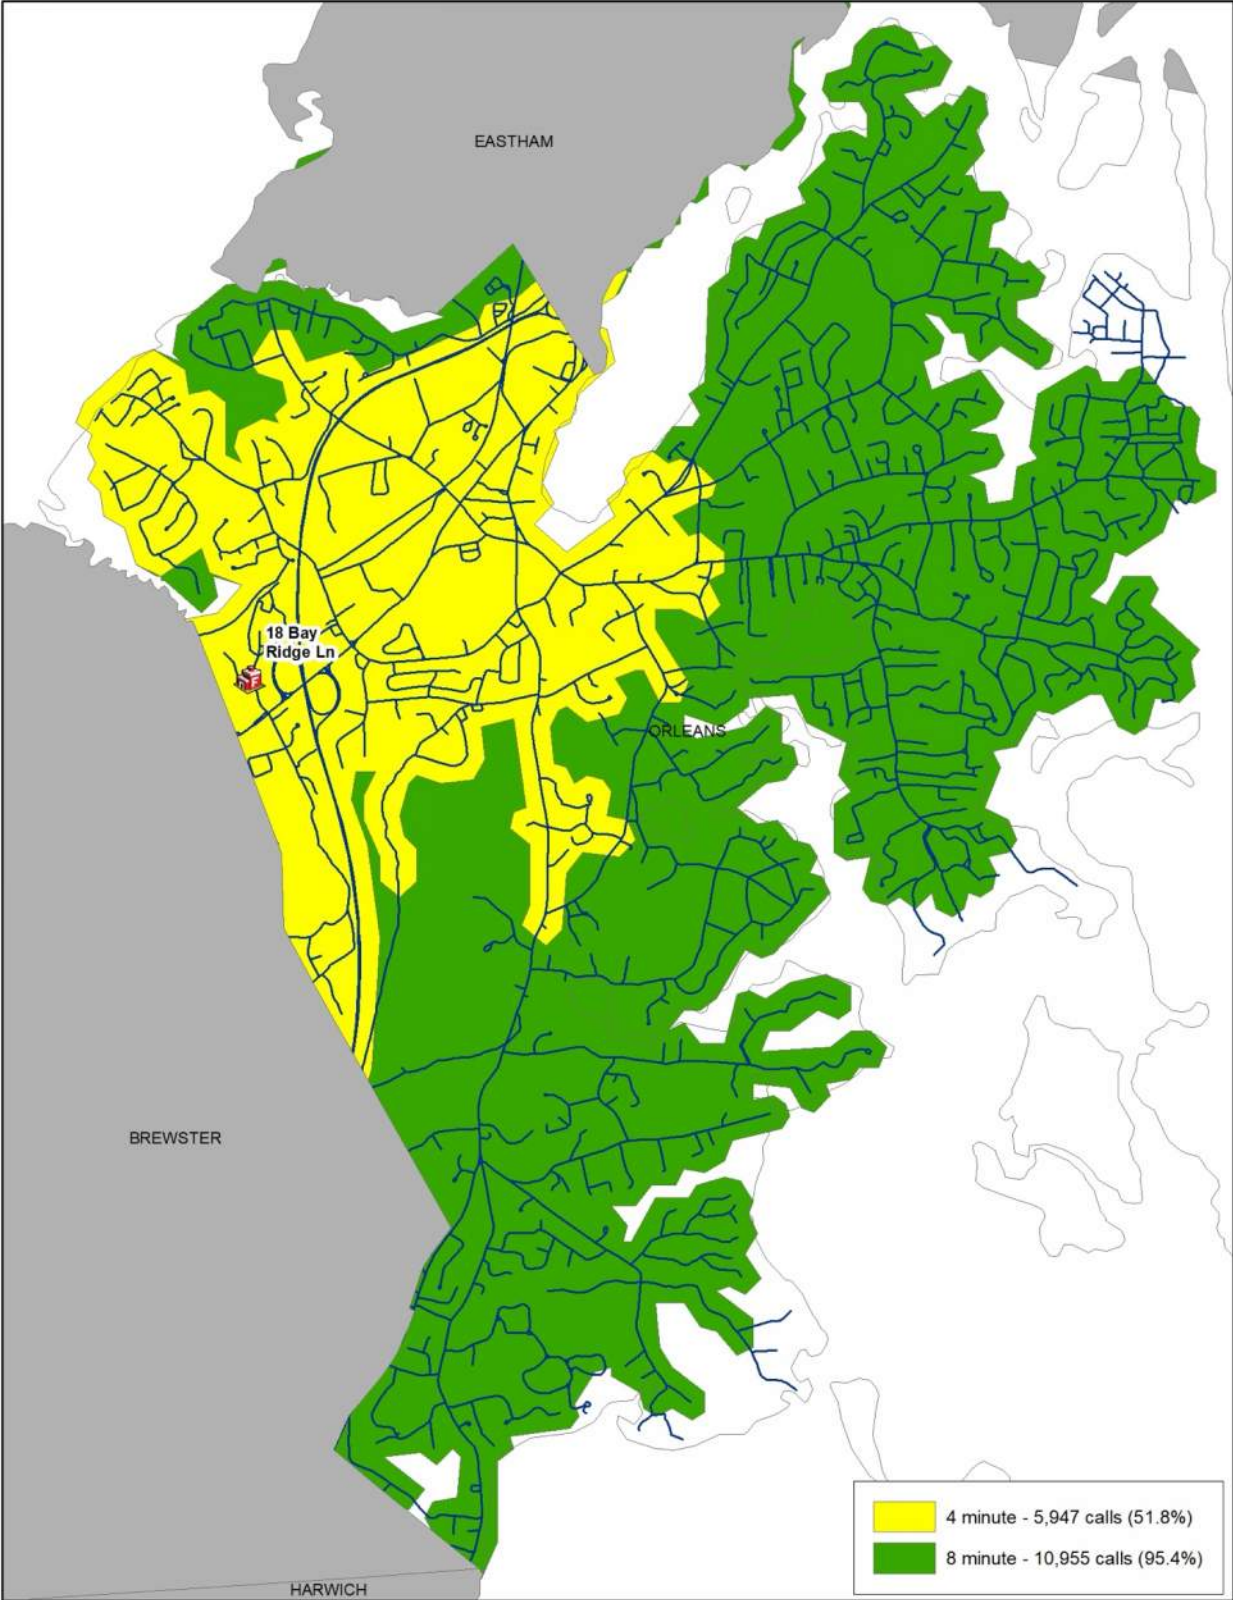 EASTHAM
18 Bay
Ridge Ln
F
ORLEANS
BREWSTER
HARWICH
4 minute - 5,947 calls (51.8%)
8 minute - 10,955 calls (95.4%)